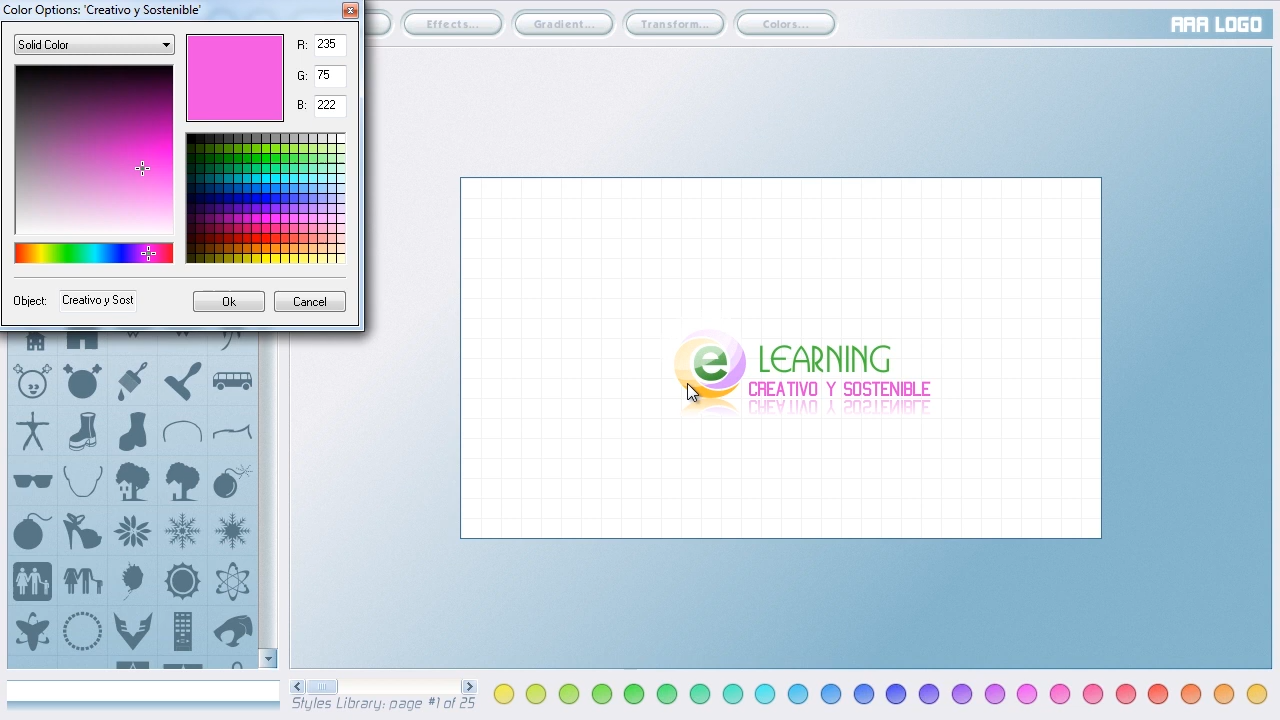 Color Options: 'Creativo y Sostenible'
Effects...
Gradient...
Transform...
Colors...
AAA LOGO
Solid Color
R: 235
G: 75
B: 222
Object: Creativo y Sost
Ok
Cancel
e LEARNING
CREATIVO Y SOSTENIBLE
Styles Library: page #1 of 25